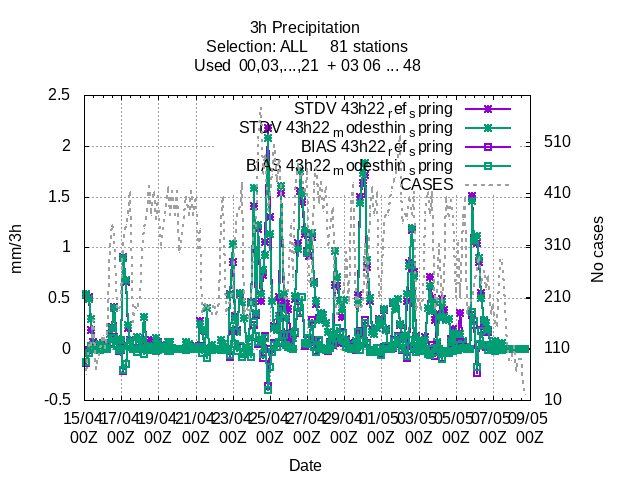 3h Precipitation
Selection: ALL 81 stations
Used 00,03,...,21 + 03 06 ... 48
STDV 43h22_ref_spring
STDV 43h22_modesthin_spring
BIAS 43h22_ref_spring
BIAS 43h22_modesthin_spring
CASES
2.5
2
1.5
1
0.5
0
-0.5
mm/3h
510
410
310
210
110
10
No cases
15/04 17/04 19/04 21/04 23/04 25/04 27/04 29/04 01/05 03/05 05/05 07/05 09/05
00Z 00Z 00Z 00Z 00Z 00Z 00Z 00Z 00Z 00Z 00Z 00Z 00Z
Date